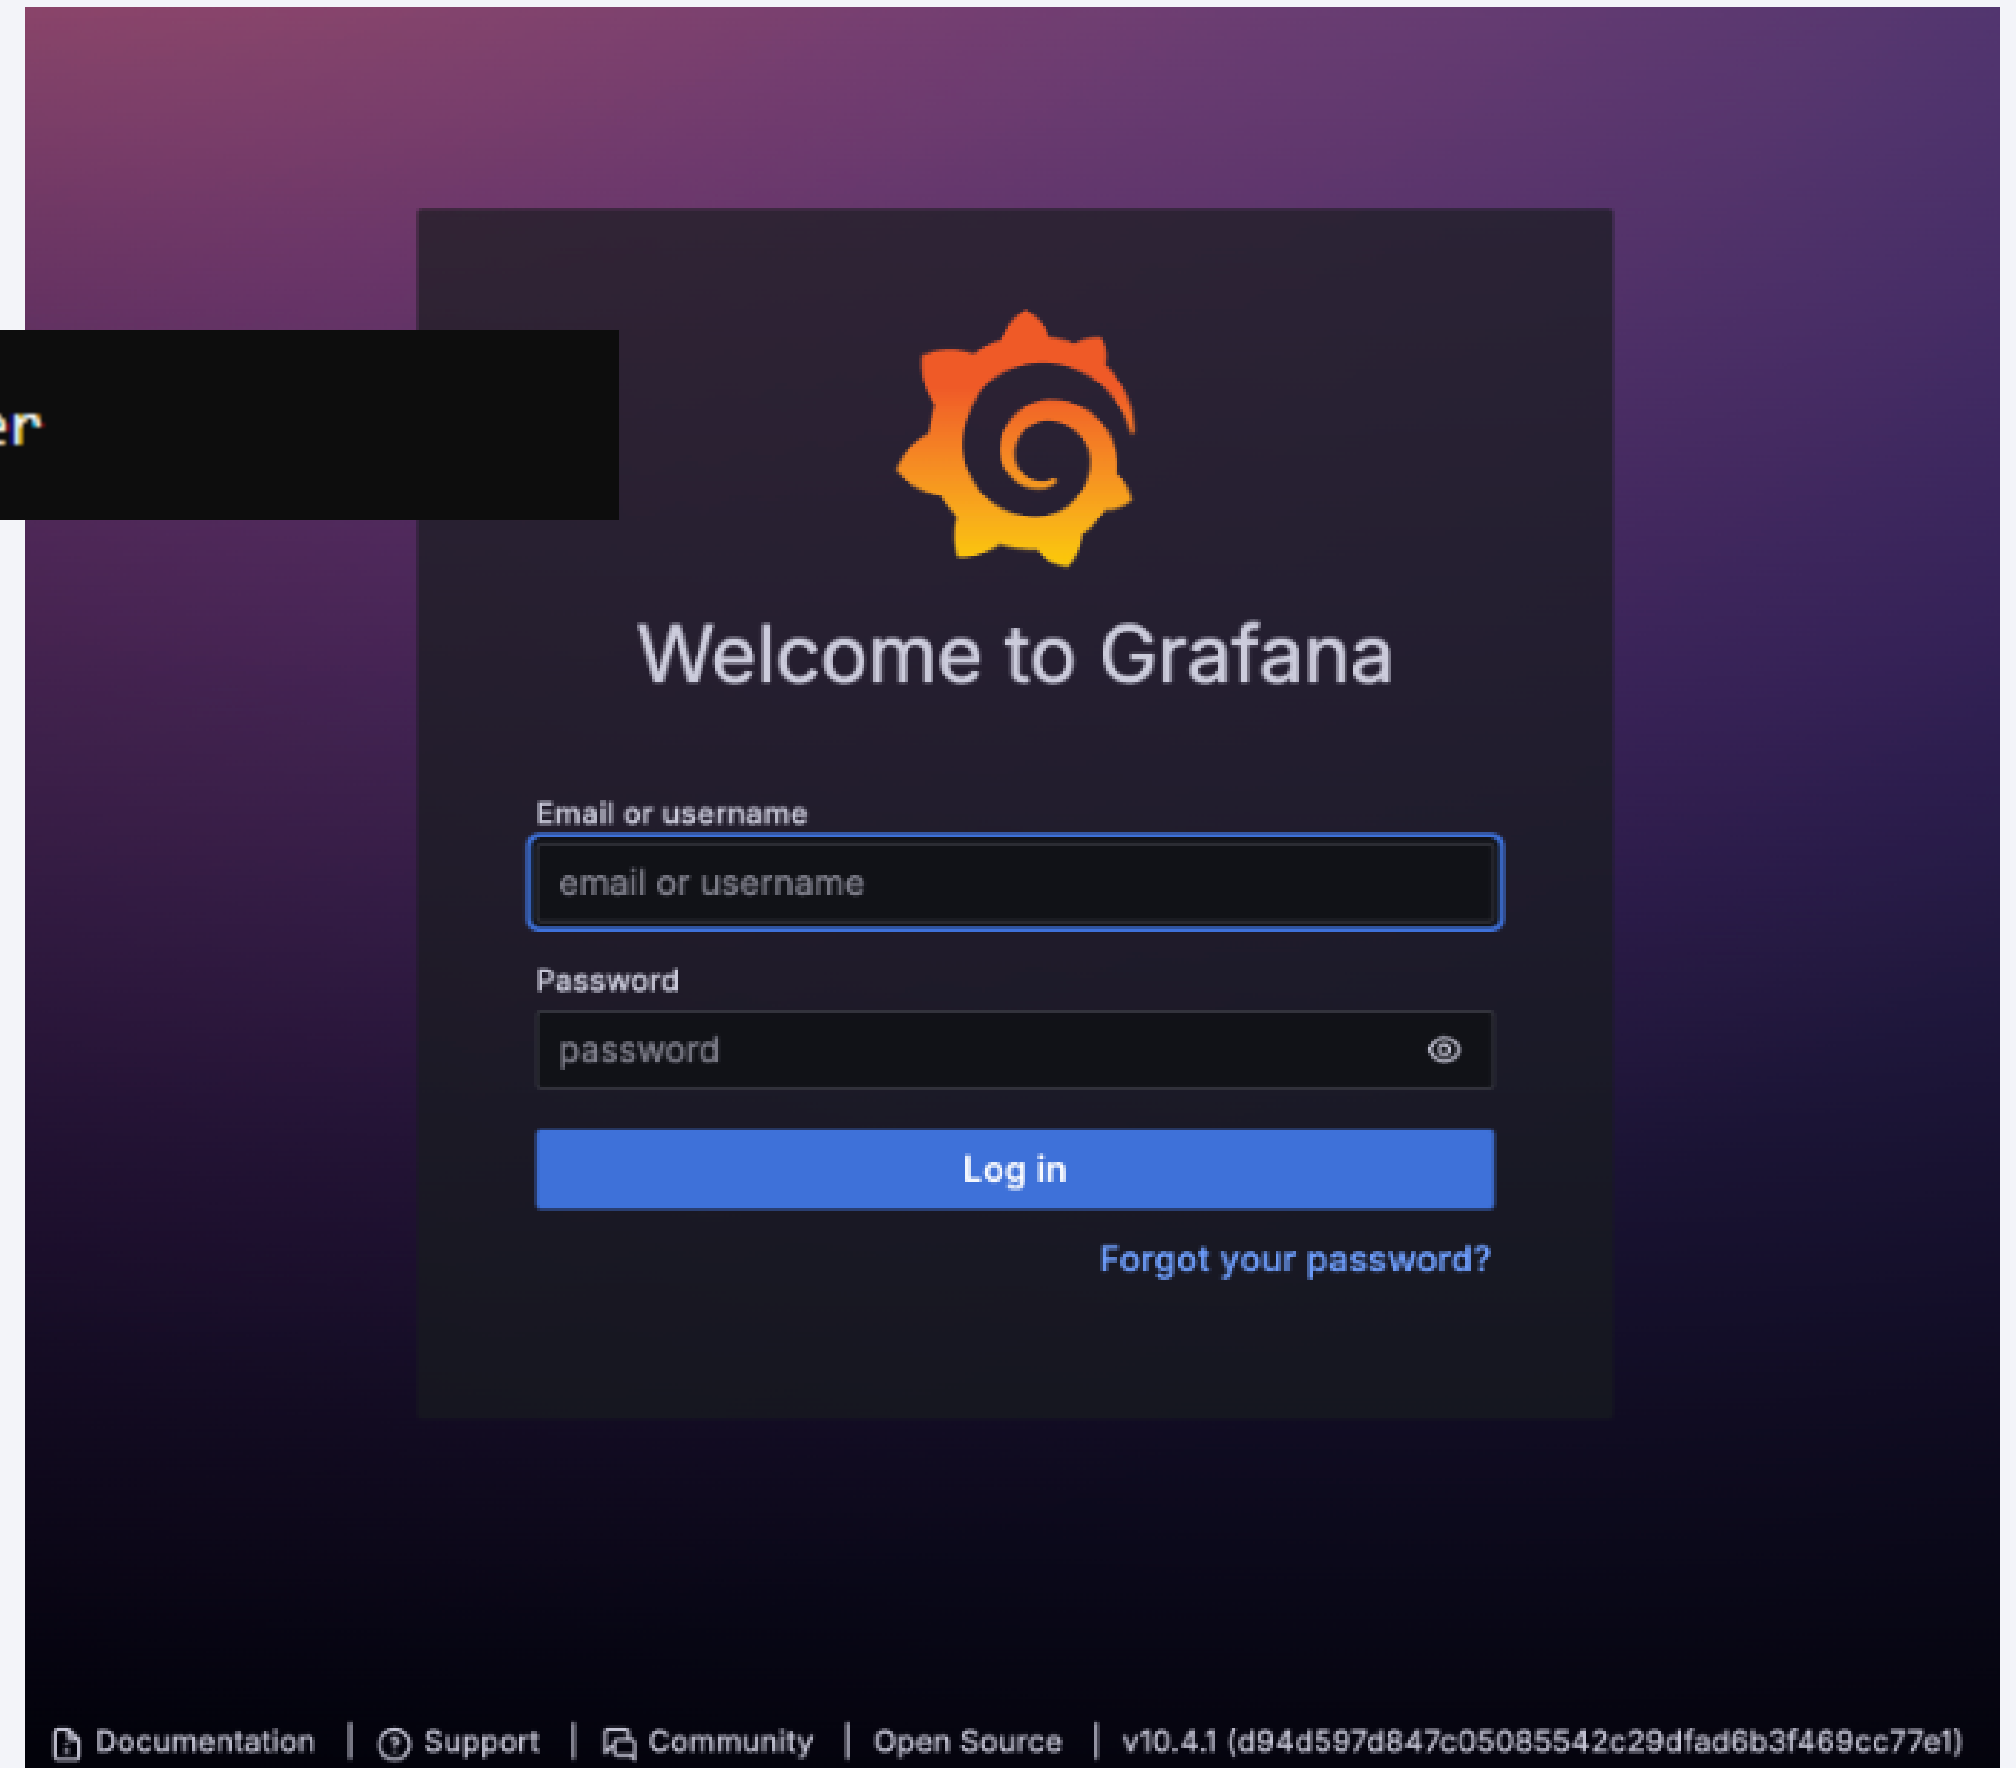 er
Welcome to Grafana
Email or username
email or username
Password
password
Log in
Forgot your password?
Documentation | Support | Community | Open Source | v10.4.1 (d94d597d847c05085542c29dfad6b3f469cc77e1)